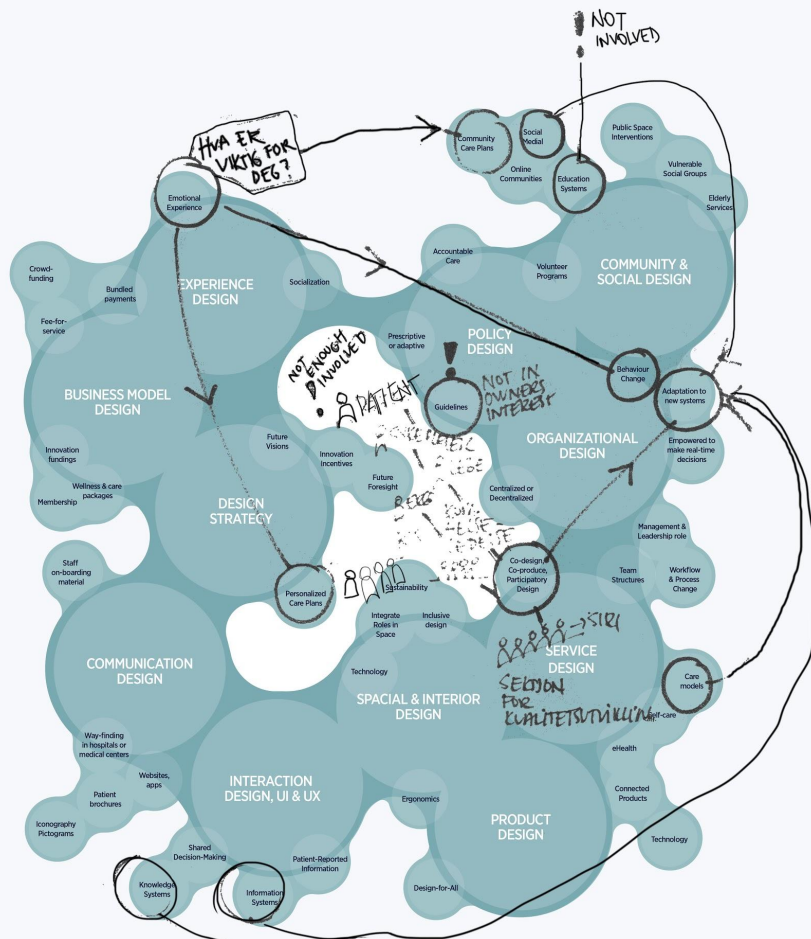 NOT
INVOLVED
HVA ER
VIKTIG FOR
DEG?
Community
Care Plans
Social
Medial
Online
Communities
Education
Systems
Public Space
Interventions
Vulnerable
Social Groups
Elderly
Services
Emotional
Experience
Crowd-
funding
Bundled
payments
Fee-for-
service
EXPERIENCE
DESIGN
Socialization
Accountable
Care
Volunteer
Programs
COMMUNITY &
SOCIAL DESIGN
Prescriptive
or adaptive
POLICY
DESIGN
NOT
ENOUGH
INVOLVED
PATIENT
Guidelines
NOT IN
OWNERS
INTEREST
Behaviour
Change
Adaptation to
new systems
BUSINESS MODEL
DESIGN
ORGANIZATIONAL
DESIGN
Empowered to
make real-time
decisions
Future
Visions
Innovation
Incentives
Future
Foresight
Innovation
fundings
Wellness & care
packages
Membership
DESIGN
STRATEGY
Centralized or
Decentralized
Management &
Leadership role
Staff
on-boarding
material
Personalized
Care Plans
Co-design,
Co-produce,
Participatory
Design
Team
Structures
Workflow
& Process
Change
Sustainability
Integrate
Roles in
Space
Inclusive
design
SERVICE
DESIGN
SEKSJON
FOR
KVALITETSUTVIKLING
Care
models
Self-care
COMMUNICATION
DESIGN
Technology
SPACIAL & INTERIOR
DESIGN
eHealth
Way-finding
in hospitals or
medical centers
Websites,
apps
Patient
brochures
Iconography
Pictograms
INTERACTION
DESIGN, UI & UX
Ergonomics
Connected
Products
PRODUCT
DESIGN
Technology
Shared
Decision-Making
Patient-Reported
Information
Knowledge
Systems
Information
Systems
Design-for-All